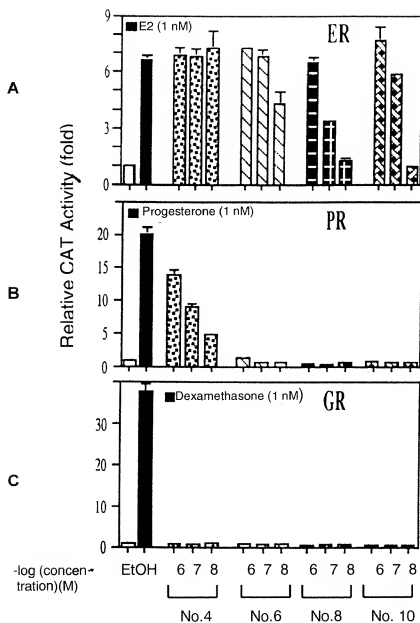 A
E2 (1 nM)
ER
9
6
3
0
Relative CAT Activity (fold)
B
Progesterone (1 nM)
PR
20
15
10
5
0
C
Dexamethasone (1 nM)
GR
30
20
10
0
-log (concen- EtOH 6 7 8 6 7 8 6 7 8 6 7 8
tration)(M)
No.4 No.6 No.8 No. 10